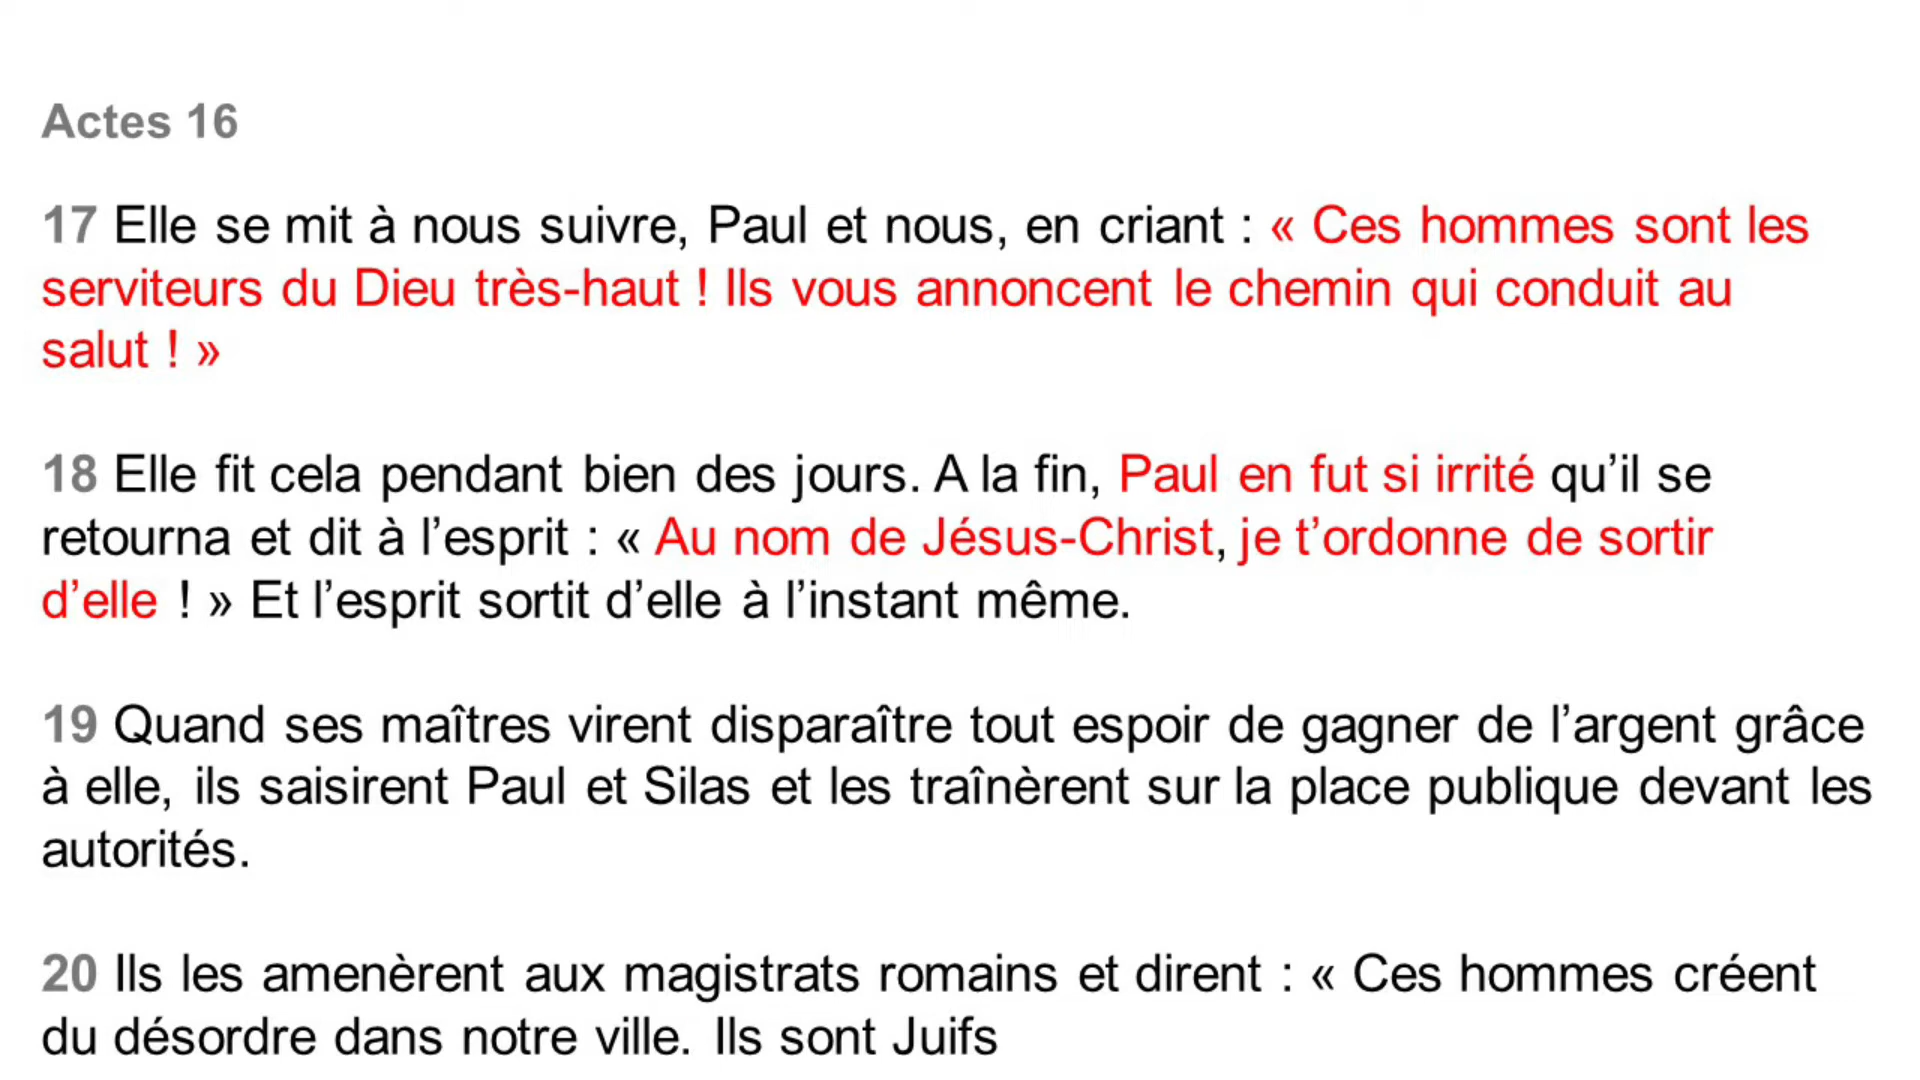 Actes 16
17 Elle se mit à nous suivre, Paul et nous, en criant : « Ces hommes sont les
serviteurs du Dieu très-haut ! Ils vous annoncent le chemin qui conduit au
salut ! »
18 Elle fit cela pendant bien des jours. A la fin, Paul en fut si irrité qu’il se
retourna et dit à l’esprit : « Au nom de Jésus-Christ, je t’ordonne de sortir
d’elle ! » Et l’esprit sortit d’elle à l’instant même.
19 Quand ses maîtres virent disparaître tout espoir de gagner de l’argent grâce
à elle, ils saisirent Paul et Silas et les traînèrent sur la place publique devant les
autorités.
20 Ils les amenèrent aux magistrats romains et dirent : « Ces hommes créent
du désordre dans notre ville. Ils sont Juifs